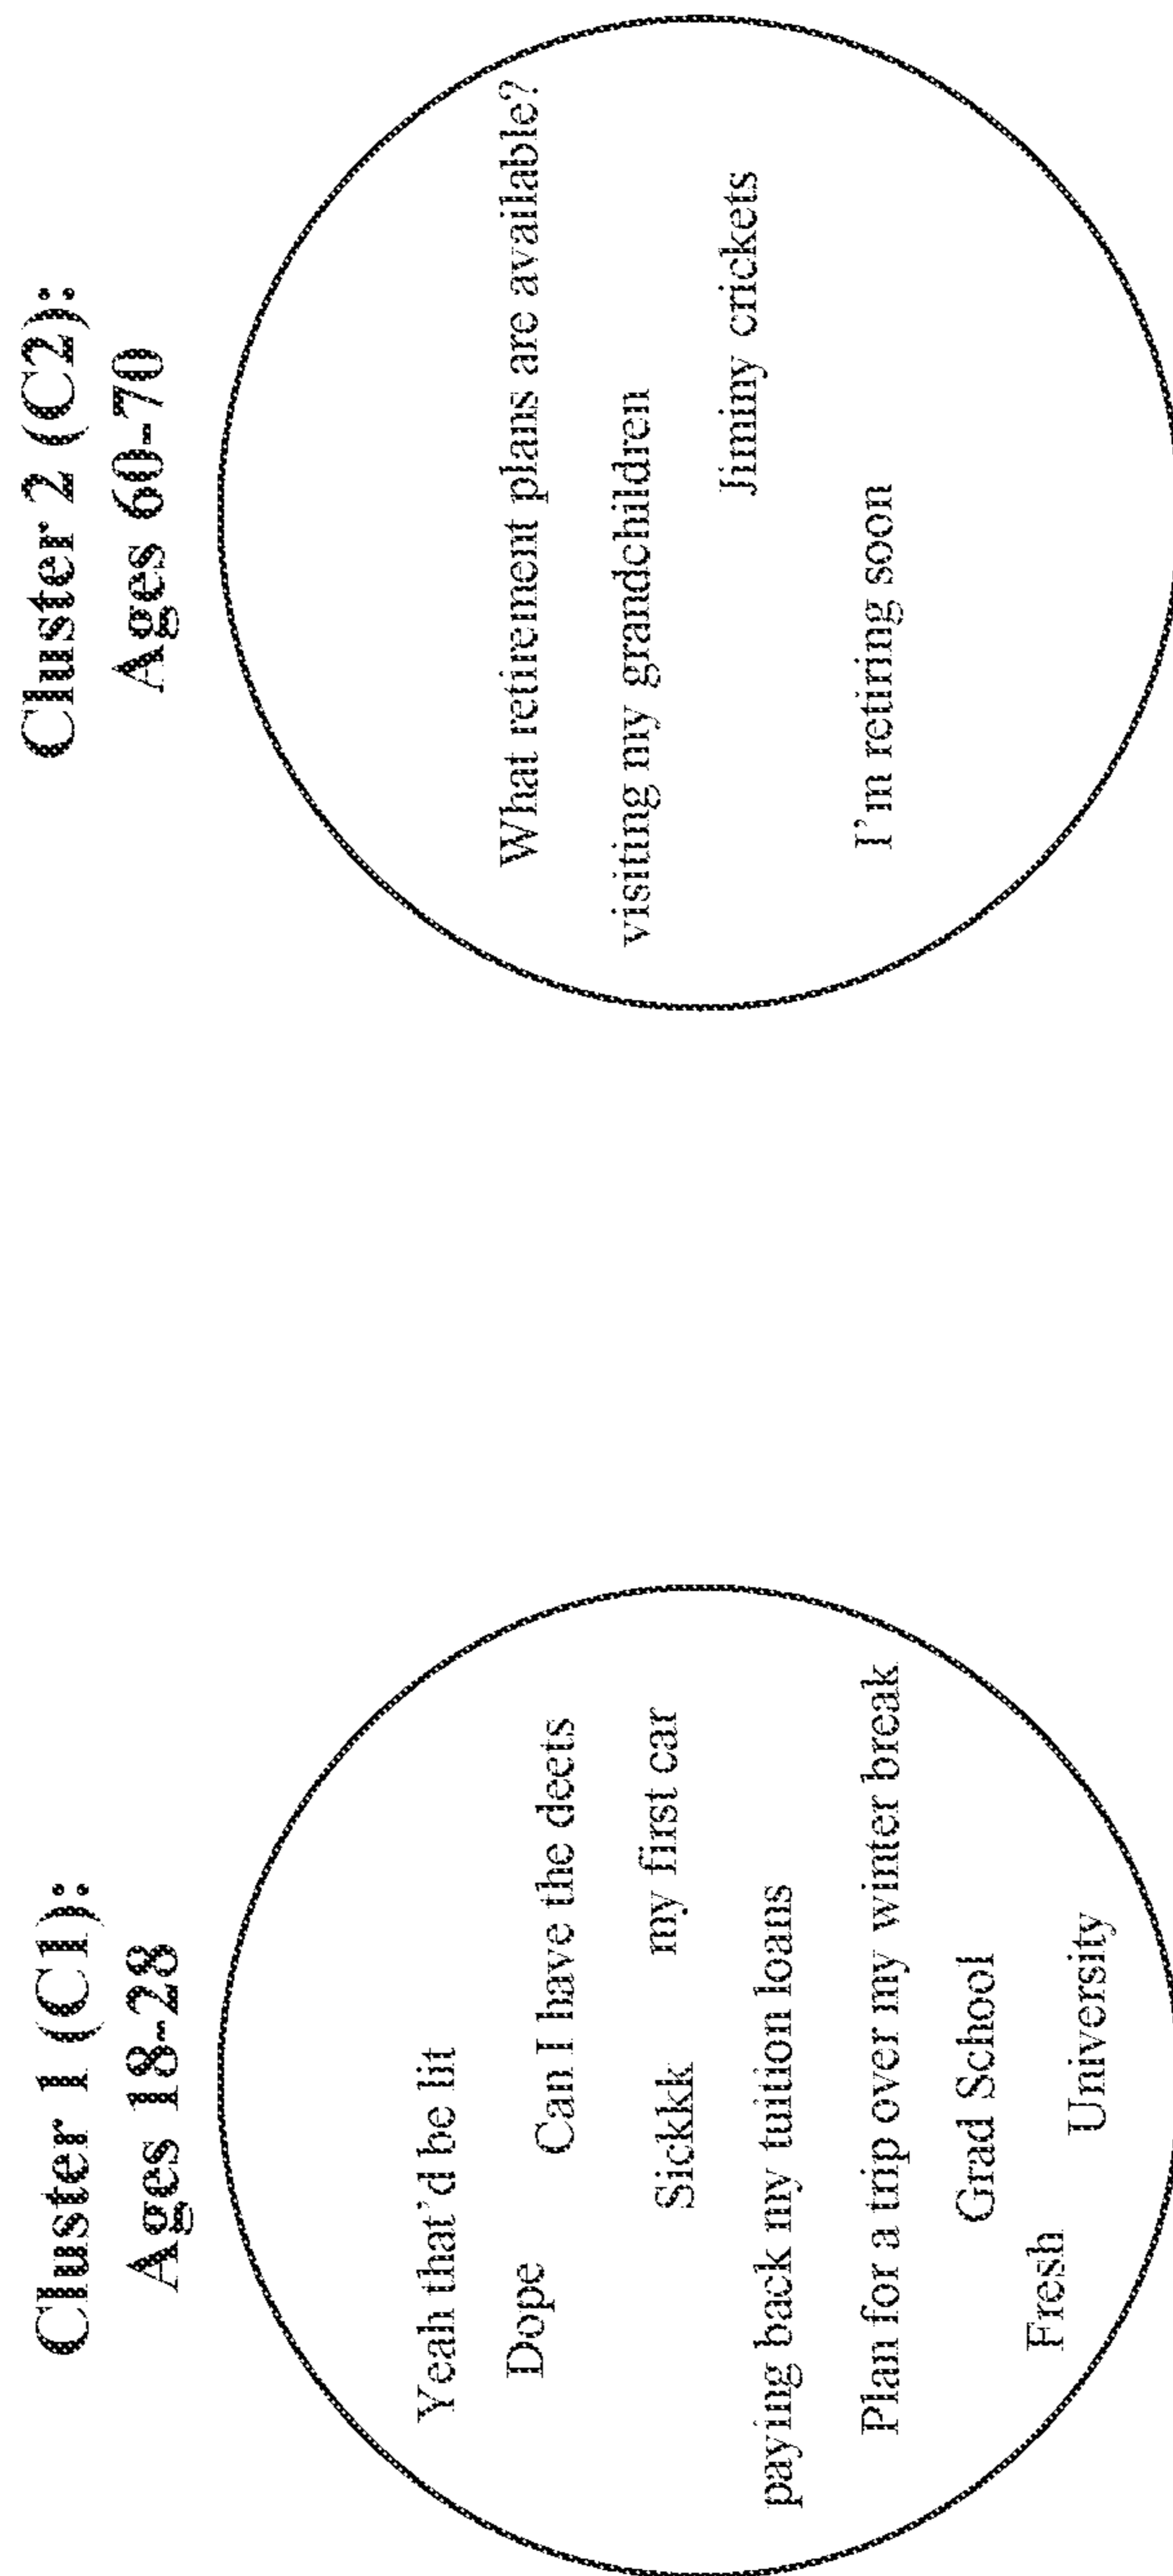 Cluster 1 (C1):
Ages 18-28
Yeah that'd be lit
Dope
Can I have the deets
Sickkk
my first car
paying back my tuition loans
Plan for a trip over my winter break
Grad School
Fresh
University
Cluster 2 (C2):
Ages 60-70
What retirement plans are available?
visiting my grandchildren
Jiminy crickets
I'm retiring soon